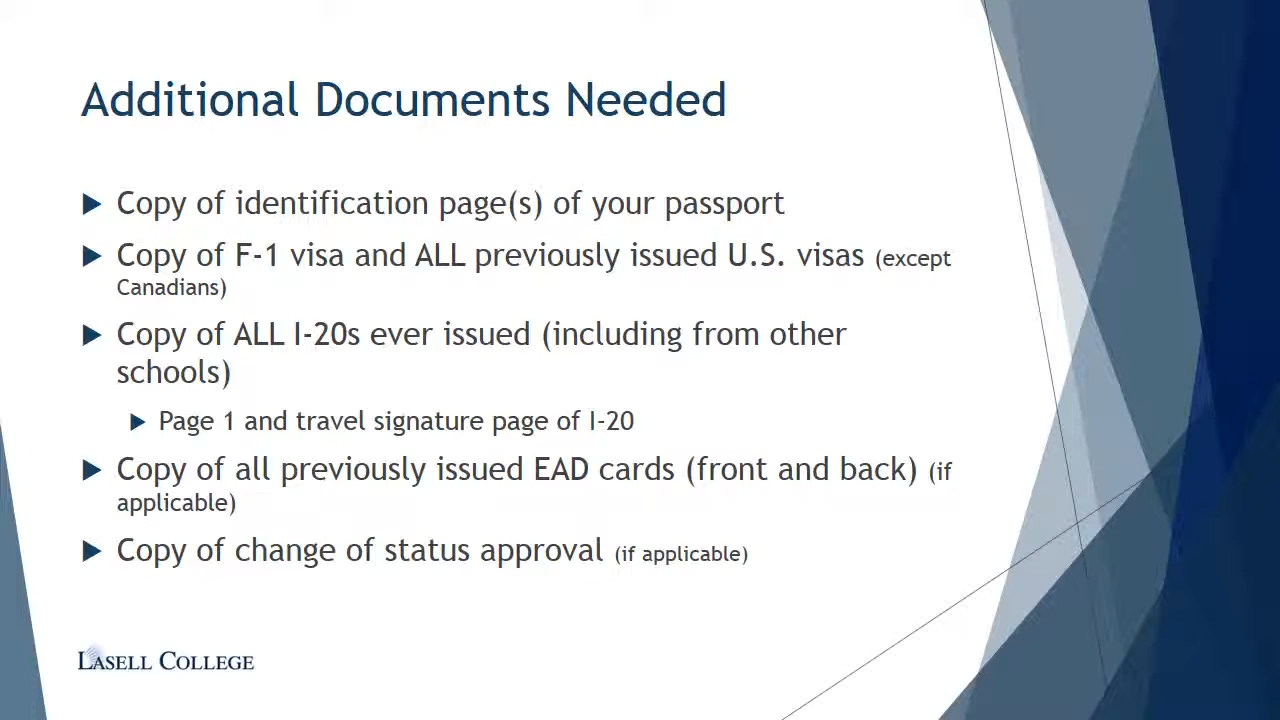 Additional Documents Needed
Copy of identification page(s) of your passport
Copy of F-1 visa and ALL previously issued U.S. visas (except
Canadians)
Copy of ALL I-20s ever issued (including from other
schools)
Page 1 and travel signature page of I-20
Copy of all previously issued EAD cards (front and back) (if
applicable)
Copy of change of status approval (if applicable)
LASELL COLLEGE